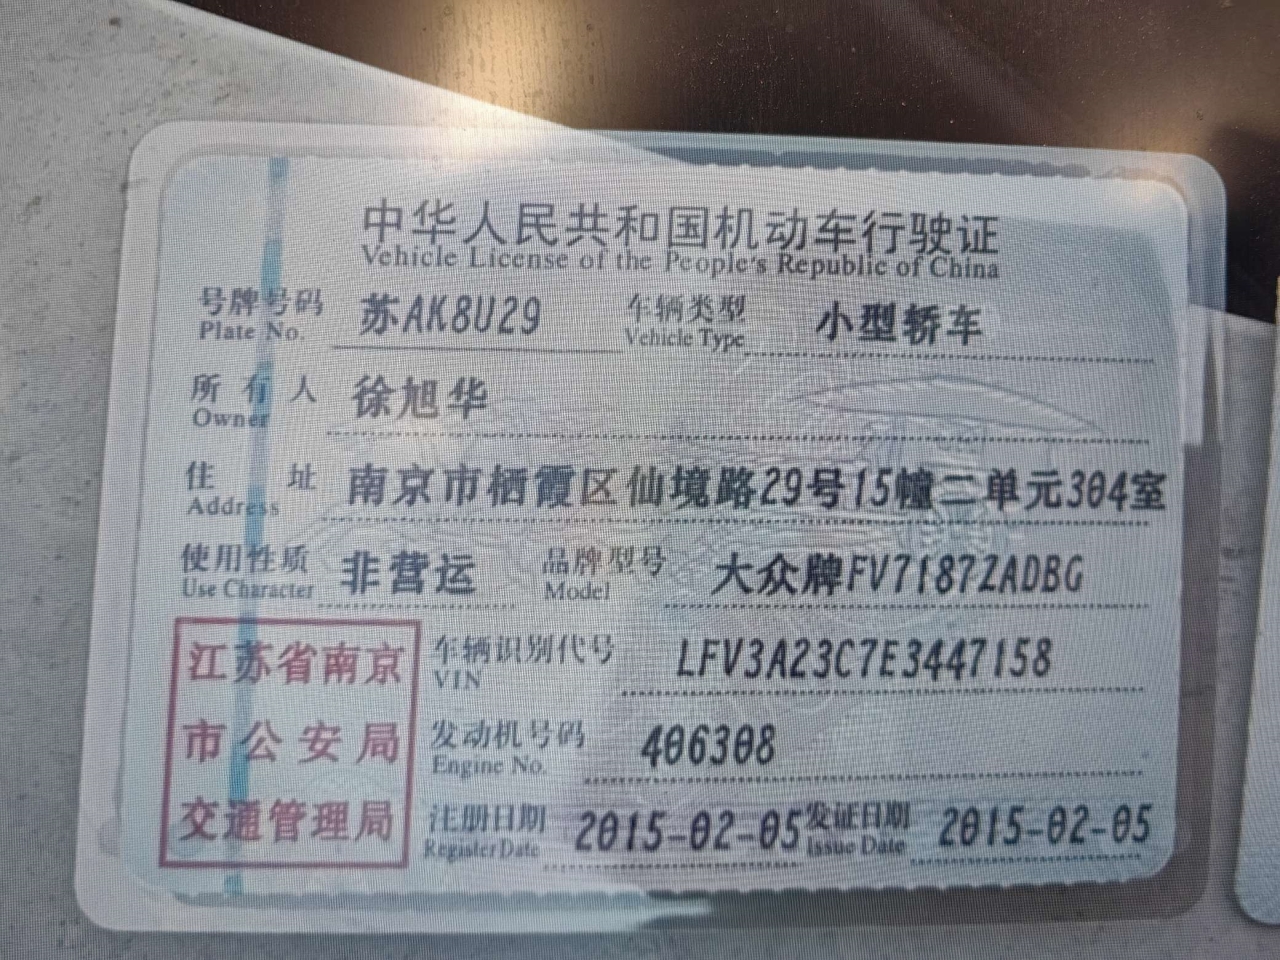 中华人民共和国机动车行驶证
Vehicle License of the People's Republic of China
号牌号码 苏AK8U29 车辆类型 小型轿车
Plate No. Vehicle Type
所有人 徐旭华
Owner
住址 南京市栖霞区仙境路29号15幢二单元304室
Address
使用性质 非营运 品牌型号 大众牌FV7187ZADBG
Use Character Model
江苏省南京
市公安局
交通管理局
车辆识别代号 LFV3A23C7E3447158
VIN
发动机号码 406308
Engine No.
注册日期 2015-02-05 发证日期 2015-02-05
Register Date Issue Date